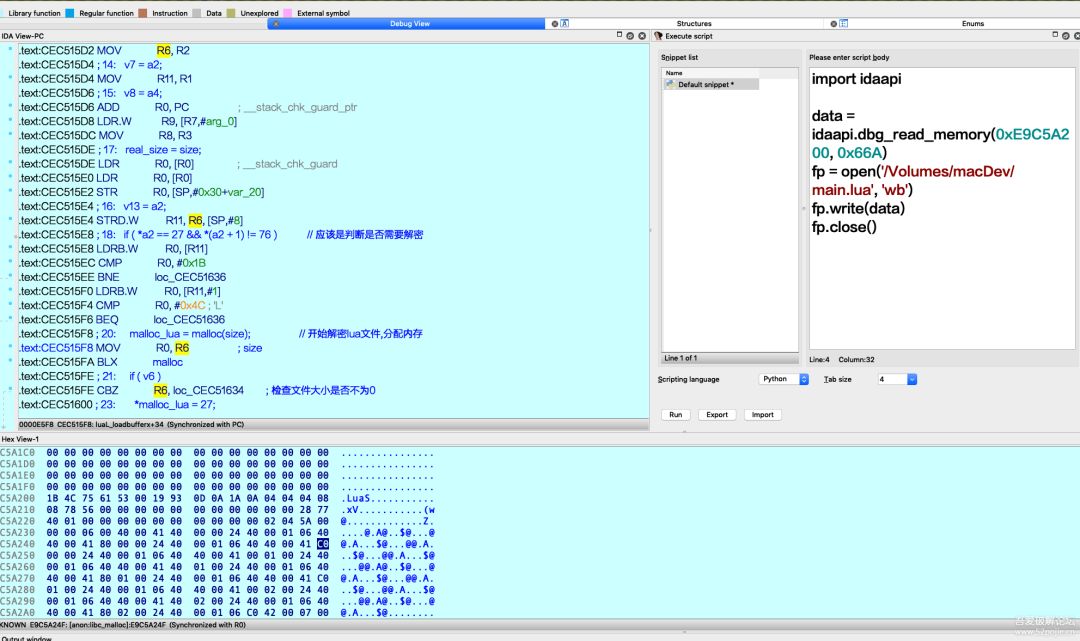 Library function Regular function Instruction Data Unexplored External symbol
Debug View Structures Enums
IDA View-PC
.text:CEC515D2 MOV R6, R2
.text:CEC515D4 ; 14: v7 = a2;
.text:CEC515D4 MOV R11, R1
.text:CEC515D6 ; 15: v8 = a4;
.text:CEC515D6 ADD R0, PC ; __stack_chk_guard_ptr
.text:CEC515D8 LDR.W R9, [R7,#arg_0]
.text:CEC515DC MOV R8, R3
.text:CEC515DE ; 17: real_size = size;
.text:CEC515DE LDR R0, [R0] ; __stack_chk_guard
.text:CEC515E0 LDR R0, [R0]
.text:CEC515E2 STR R0, [SP,#0x30+var_20]
.text:CEC515E4 ; 16: v13 = a2;
.text:CEC515E4 STRD.W R11, R6, [SP,#8]
.text:CEC515E8 ; 18: if ( *a2 == 27 && *(a2 + 1) != 76 ) // 应该是判断是否需要解密
.text:CEC515E8 LDRB.W R0, [R11]
.text:CEC515EC CMP R0, #0x1B
.text:CEC515EE BNE loc_CEC51636
.text:CEC515F0 LDRB.W R0, [R11,#1]
.text:CEC515F4 CMP R0, #0x4C ; 'L'
.text:CEC515F6 BEQ loc_CEC51636
.text:CEC515F8 ; 20: malloc_lua = malloc(size); // 开始解密lua文件,分配内存
.text:CEC515F8 MOV R0, R6 ; size
.text:CEC515FA BLX malloc
.text:CEC515FE ; 21: if ( v6 )
.text:CEC515FE CBZ R6, loc_CEC51634 ; 检查文件大小是否不为0
.text:CEC51600 ; 23: *malloc_lua = 27;
0000E5F8 CEC515F8: luaL_loadbufferx+34 (Synchronized with PC)
Execute script
Snippet list
Name
Default snippet *
Line 1 of 1
Please enter script body
import idaapi
data =
idaapi.dbg_read_memory(0xE9C5A2
00, 0x66A)
fp = open('/Volumes/macDev/
main.lua', 'wb')
fp.write(data)
fp.close()
Line:4 Column:32
Scripting language Python Tab size 4
Run Export Import
Hex View-1
C5A1C0 00 00 00 00 00 00 00 00 00 00 00 00 00 00 00 00 ................
C5A1D0 00 00 00 00 00 00 00 00 00 00 00 00 00 00 00 00 ................
C5A1E0 00 00 00 00 00 00 00 00 00 00 00 00 00 00 00 00 ................
C5A1F0 00 00 00 00 00 00 00 00 00 00 00 00 00 00 00 00 ................
C5A200 1B 4C 75 61 53 00 19 93 0D 0A 1A 0A 04 04 04 08 .LuaS...........
C5A210 08 78 56 00 00 00 00 00 00 00 00 00 00 00 28 77 .xV...........(w
C5A220 40 01 00 00 00 00 00 00 00 00 00 00 02 04 5A 00 @.............Z.
C5A230 00 00 06 00 40 00 41 40 00 00 24 40 00 01 06 40 ....@.A@..$@...@
C5A240 40 00 41 80 00 00 24 40 00 01 06 40 40 00 41 C0 @.A...$@...@@.A.
C5A250 00 00 24 40 00 01 06 40 40 00 41 00 01 00 24 40 ..$@...@@.A...$@
C5A260 00 01 06 40 40 00 41 40 01 00 24 40 00 01 06 40 ...@@.A@..$@...@
C5A270 40 00 41 80 01 00 24 40 00 01 06 40 40 00 41 C0 @.A...$@...@@.A.
C5A280 01 00 24 40 00 01 06 40 40 00 41 00 02 00 24 40 ..$@...@@.A...$@
C5A290 00 01 06 40 40 00 41 40 02 00 24 40 00 01 06 40 ...@@.A@..$@...@
C5A2A0 40 00 41 80 02 00 24 40 00 01 06 C0 42 00 07 00 @.A...$@....B...
KNOWN E9C5A24F: [anon:libc_malloc]:E9C5A24F (Synchronized with R0)
Output window
吾爱破解论坛
www.52pojie.cn